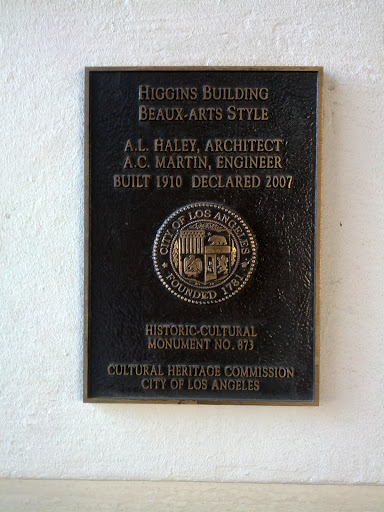 HIGGINS BUILDING
BEAUX-ARTS STYLE
A.L. HALEY, ARCHITECT
A.C. MARTIN, ENGINEER
BUILT 1910 DECLARED 2007
CITY OF LOS ANGELES
FOUNDED 1781
HISTORIC-CULTURAL
MONUMENT NO. 873
CULTURAL HERITAGE COMMISSION
CITY OF LOS ANGELES